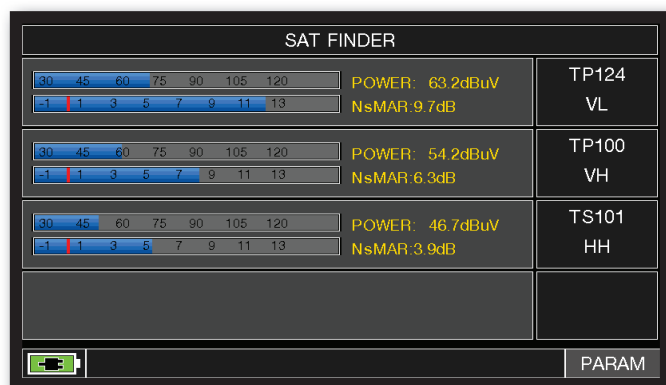 SAT FINDER
30 45 60 75 90 105 120
-1 1 3 5 7 9 11 13
POWER: 63.2dBuV
NsMAR:9.7dB
TP124
VL
30 45 60 75 90 105 120
-1 1 3 5 7 9 11 13
POWER: 54.2dBuV
NsMAR:6.3dB
TP100
VH
30 45 60 75 90 105 120
-1 1 3 5 7 9 11 13
POWER: 46.7dBuV
NsMAR:3.9dB
TS101
HH
PARAM